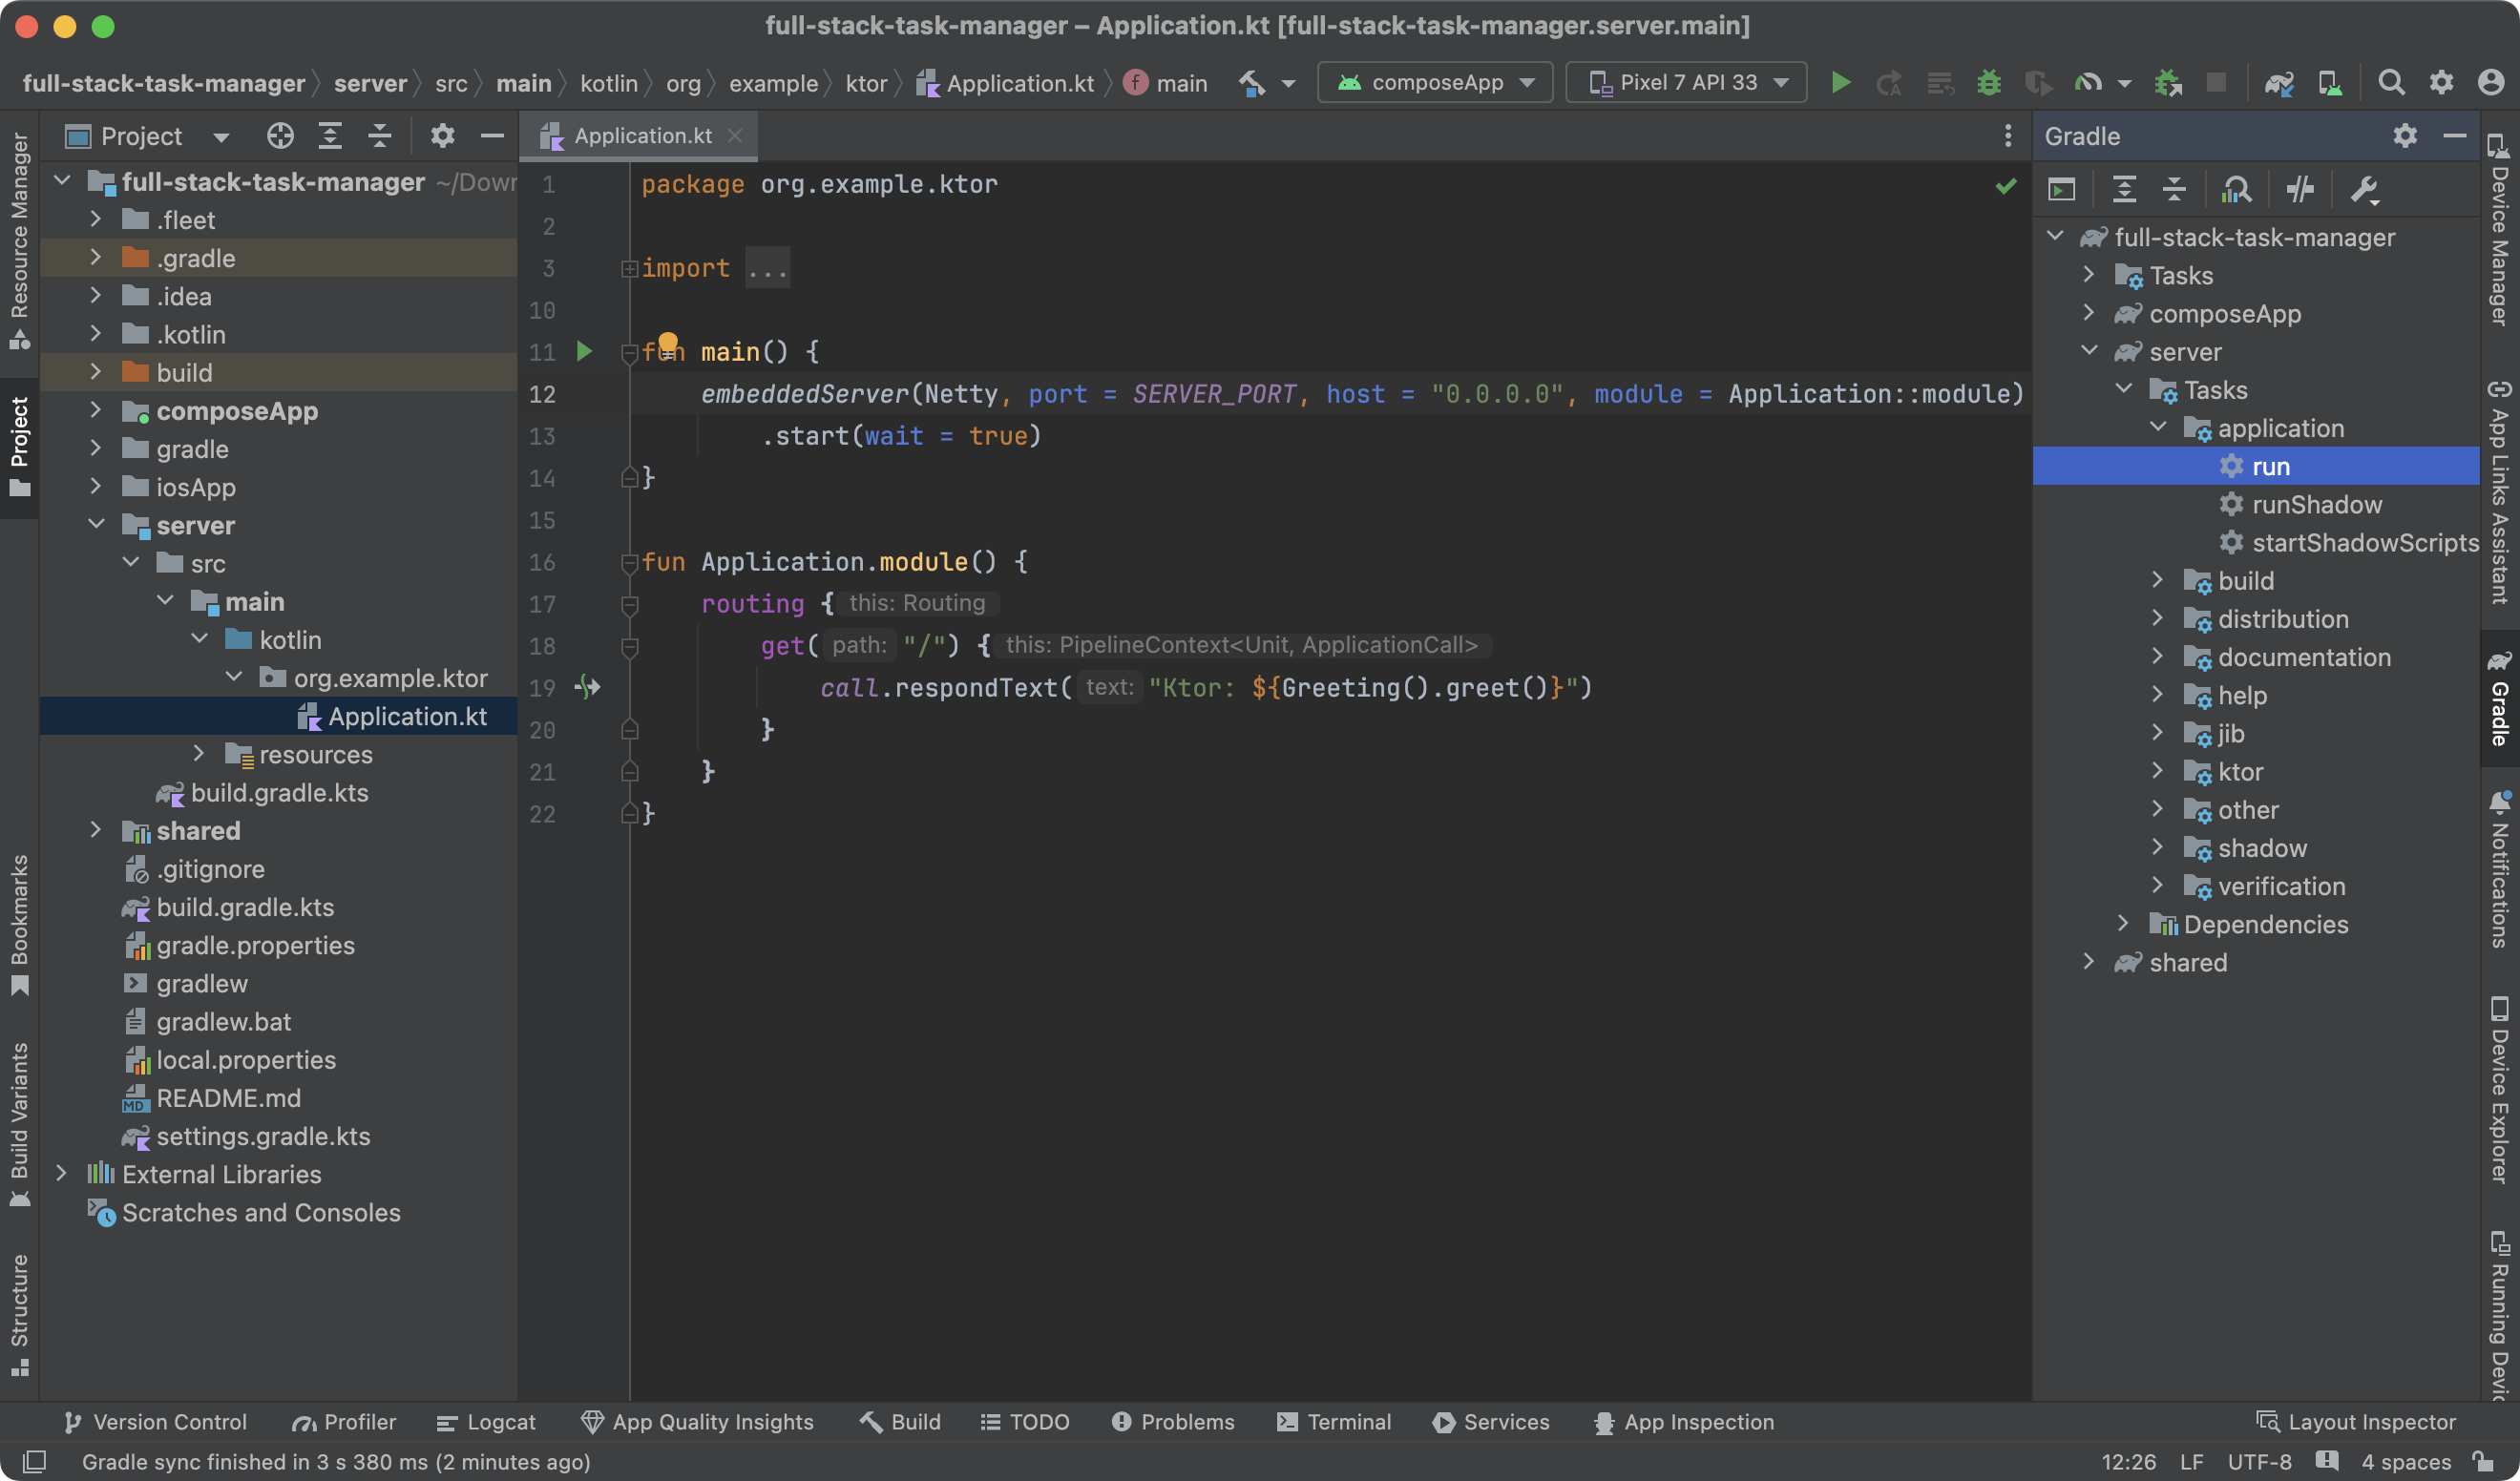 full-stack-task-manager – Application.kt [full-stack-task-manager.server.main]
full-stack-task-manager server src main kotlin org example ktor Application.kt main composeApp Pixel 7 API 33
Resource Manager
Project
Bookmarks
Build Variants
Structure
Project
full-stack-task-manager ~/Dow
.fleet
.gradle
.idea
.kotlin
build
composeApp
gradle
iosApp
server
src
main
kotlin
org.example.ktor
Application.kt
resources
build.gradle.kts
shared
.gitignore
build.gradle.kts
gradle.properties
gradlew
gradlew.bat
local.properties
README.md
settings.gradle.kts
External Libraries
Scratches and Consoles
Application.kt
1 package org.example.ktor
2
3 import ...
10
11 fun main() {
12 embeddedServer(Netty, port = SERVER_PORT, host = "0.0.0.0", module = Application::module)
13 .start(wait = true)
14 }
15
16 fun Application.module() {
17 routing { this: Routing
18 get( path: "/") { this: PipelineContext<Unit, ApplicationCall>
19 call.respondText( text: "Ktor: ${Greeting().greet()}")
20 }
21 }
22 }
Gradle
full-stack-task-manager
Tasks
composeApp
server
Tasks
application
run
runShadow
startShadowScripts
build
distribution
documentation
help
jib
ktor
other
shadow
verification
Dependencies
shared
Device Manager
App Links Assistant
Gradle
Notifications
Device Explorer
Running Devic
Version Control Profiler Logcat App Quality Insights Build TODO Problems Terminal Services App Inspection Layout Inspector
Gradle sync finished in 3 s 380 ms (2 minutes ago) 12:26 LF UTF-8 4 spaces